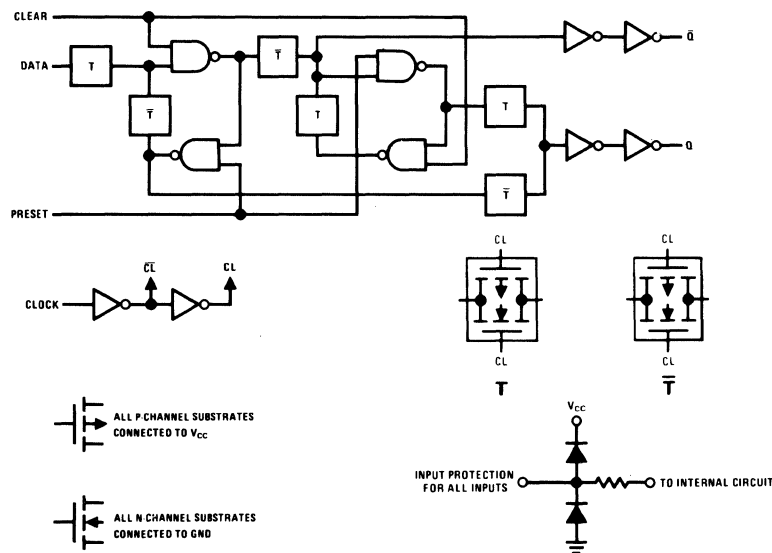 CLEAR
DATA
T
T̅
T̅
T
T
T̅
Q̅
Q
PRESET
CLOCK
C̅L̅
CL
CL
CL
T
CL
CL
T̅
ALL P-CHANNEL SUBSTRATES
CONNECTED TO VCC
ALL N-CHANNEL SUBSTRATES
CONNECTED TO GND
VCC
INPUT PROTECTION
FOR ALL INPUTS
TO INTERNAL CIRCUIT